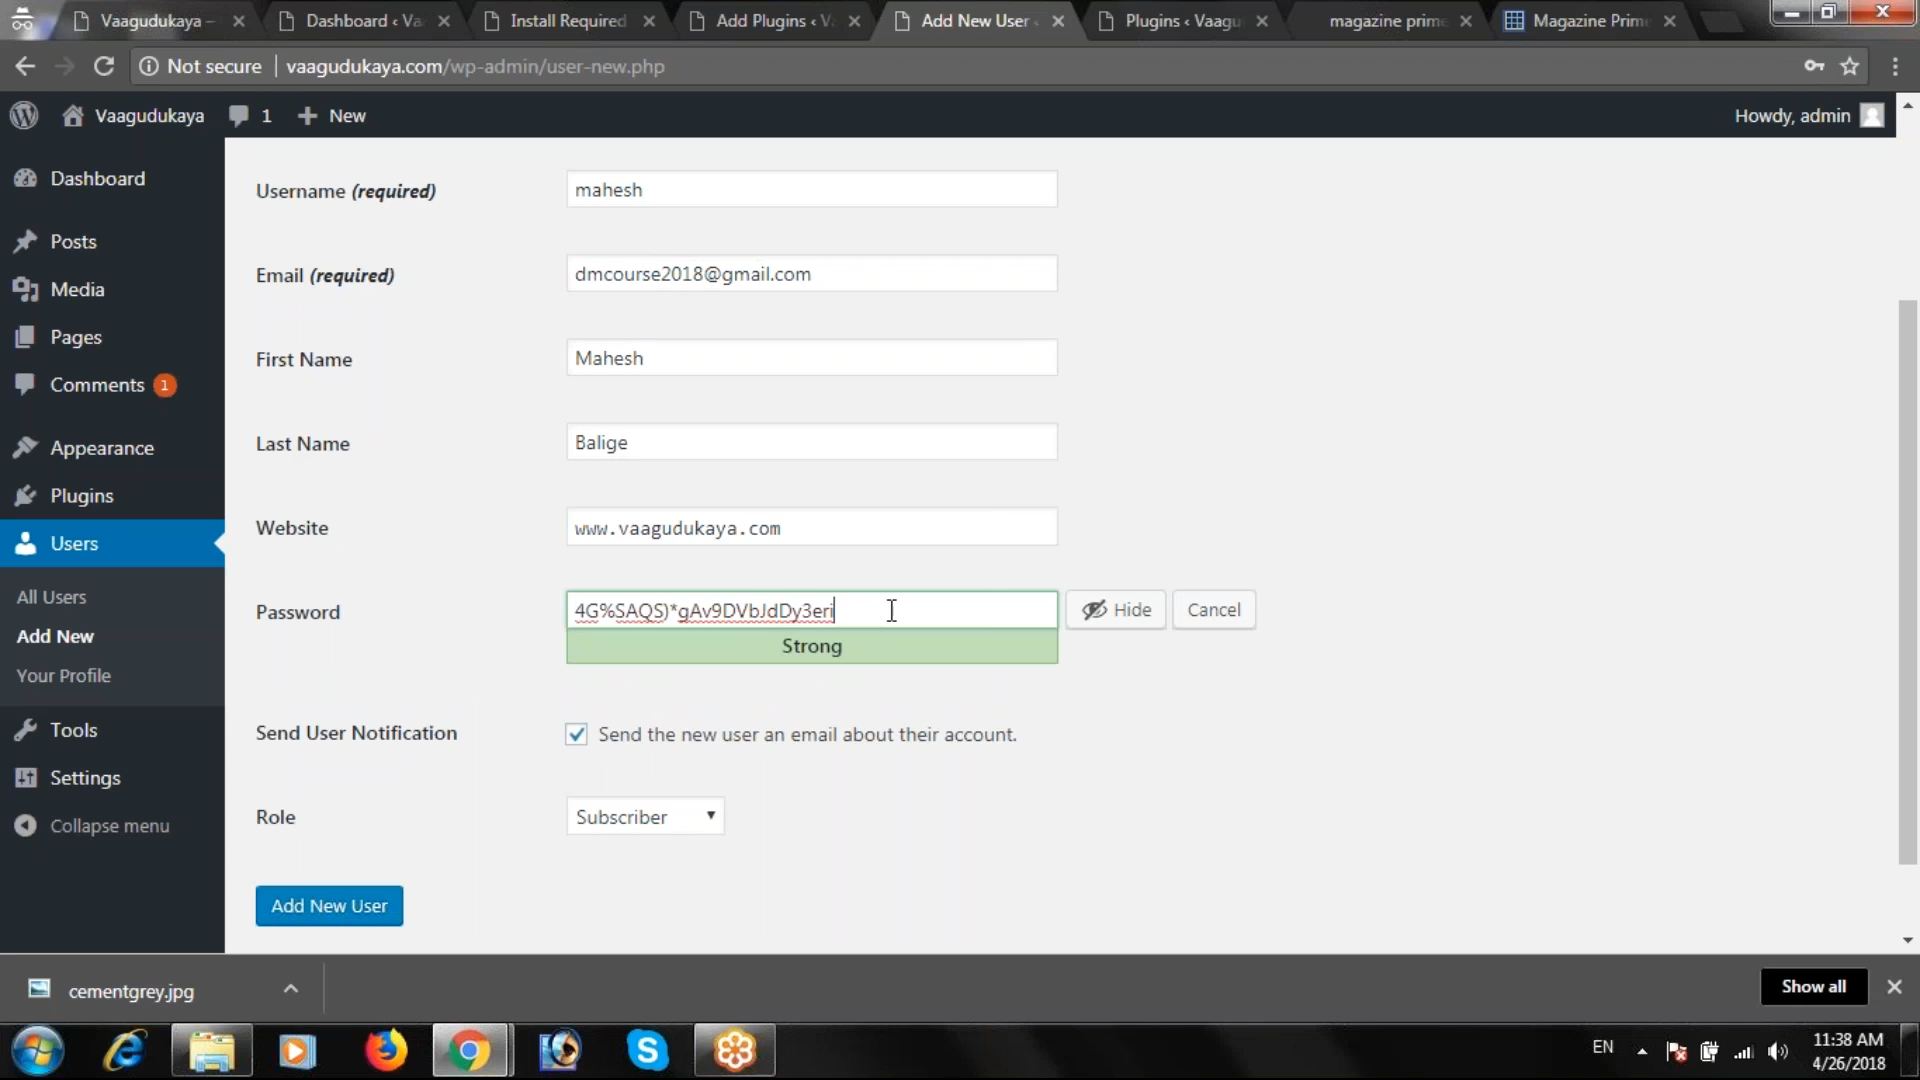 Vaagudukaya –
Dashboard ‹ Va
Install Required
Add Plugins ‹ V
Add New User ‹
Plugins ‹ Vaagu
magazine prime
Magazine Prim
Not secure
vaagudukaya.com/wp-admin/user-new.php
Vaagudukaya
1
New
Howdy, admin
Dashboard
Posts
Media
Pages
Comments 1
Appearance
Plugins
Users
All Users
Add New
Your Profile
Tools
Settings
Collapse menu
Username (required)
mahesh
Email (required)
dmcourse2018@gmail.com
First Name
Mahesh
Last Name
Balige
Website
www.vaagudukaya.com
Password
4G%SAQS)*gAv9DVbJdDy3eri
Hide
Cancel
Strong
Send User Notification
Send the new user an email about their account.
Role
Subscriber
Add New User
cementgrey.jpg
Show all
EN
11:38 AM
4/26/2018